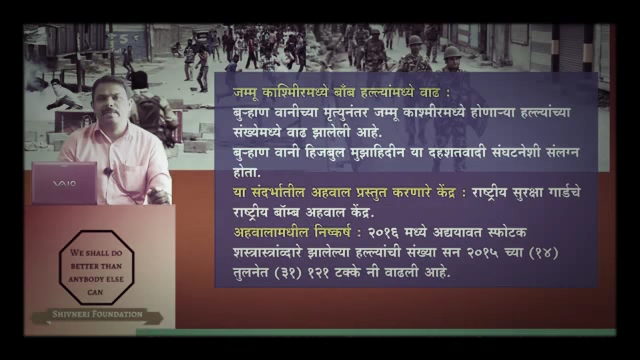 जम्मू काश्मिरमध्ये बॉंब हल्ल्यांमध्ये वाढ :
बुऱ्हाण वानीच्या मृत्युनंतर जम्मू काश्मीरमध्ये होणाऱ्या हल्ल्यांच्या
संख्येमध्ये वाढ झालेली आहे.
बुऱ्हाण वानी हिजबुल मुझाहिदीन या दहशतवादी संघटनेशी संलग्न
होता.
या संदर्भातील अहवाल प्रस्तुत करणारे केंद्र : राष्ट्रीय सुरक्षा गार्डचे
राष्ट्रीय बॉम्ब अहवाल केंद्र.
अहवालामधील निष्कर्ष : २०१६ मध्ये अद्ययावत स्फोटक
शस्त्रास्त्रांव्दारे झालेल्या हल्ल्यांची संख्या सन २०१५ च्या (१४)
तुलनेत (३१) १२१ टक्के नी वाढली आहे.
VAIO
WE SHALL DO
BETTER THAN
ANYBODY ELSE
CAN
SHIVNERI FOUNDATION